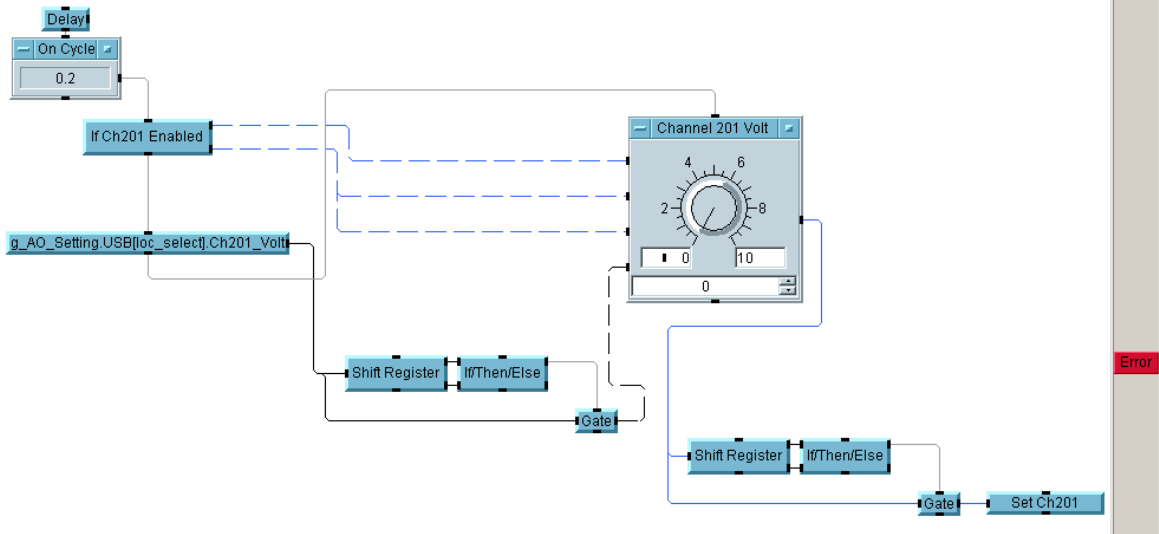 Delay
On Cycle
0.2
If Ch201 Enabled
Channel 201 Volt
4
6
2
8
0
10
0
g_AO_Setting.USB[loc_select].Ch201_Volt
Shift Register
If/Then/Else
Gate
Error
Shift Register
If/Then/Else
Gate
Set Ch201